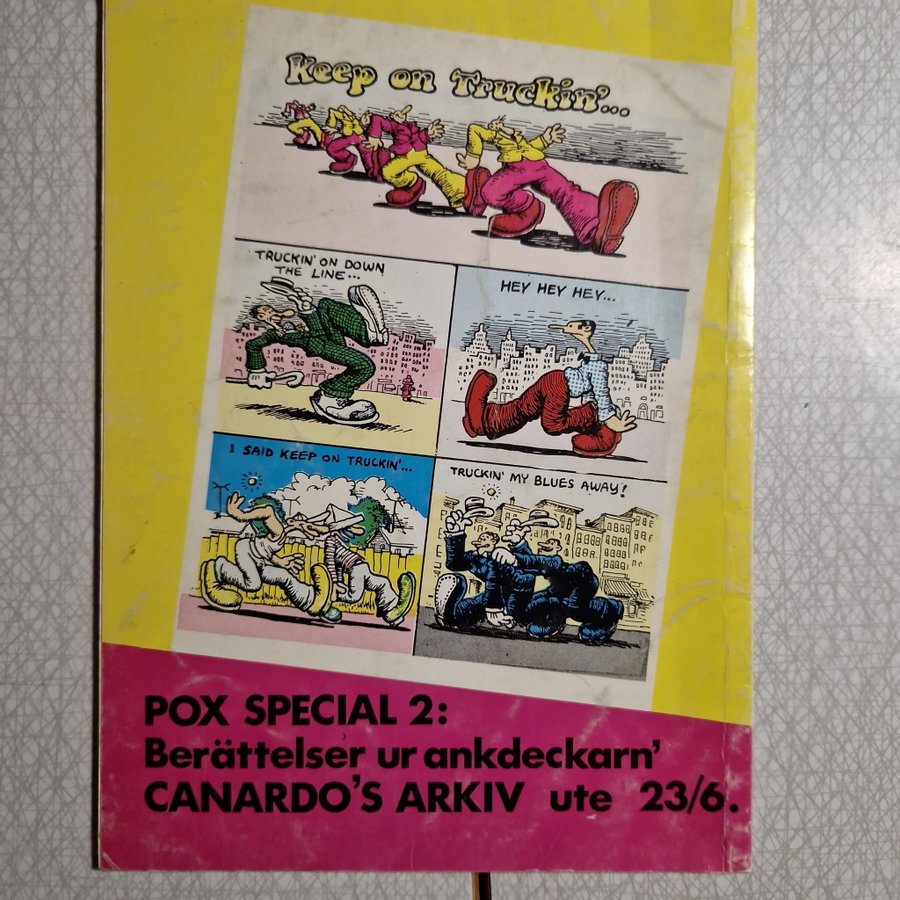 Keep on Truckin'...
TRUCKIN' ON DOWN
THE LINE...
HEY HEY HEY...
I SAID KEEP ON TRUCKIN'...
TRUCKIN' MY BLUES AWAY!
POX SPECIAL 2:
Berättelser ur ankdeckarn'
CANARDO'S ARKIV ute 23/6.